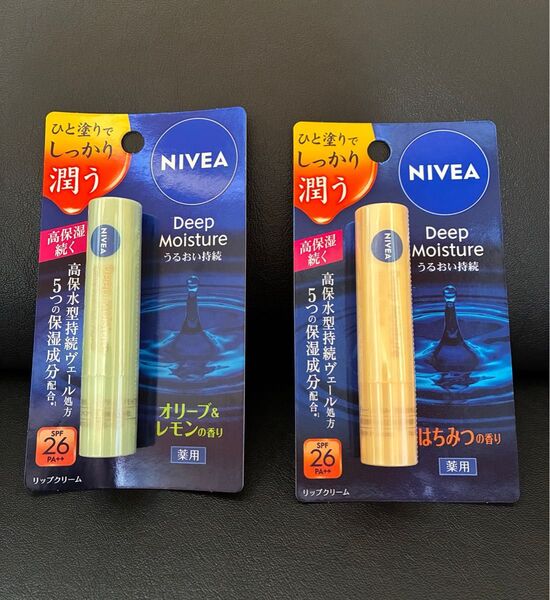 ひと塗りで
しっかり
潤う
NIVEA
Deep
Moisture
うるおい持続
高保湿
続く
高保水型持続ヴェール処方
5つの保湿成分配合*1
NIVEA
オリーブ&
レモンの香り
SPF
26
PA++
薬用
リップクリーム
ひと塗りで
しっかり
潤う
NIVEA
Deep
Moisture
うるおい持続
高保湿
続く
高保水型持続ヴェール処方
5つの保湿成分配合*1
NIVEA
はちみつの香り
SPF
26
PA++
薬用
リップクリーム